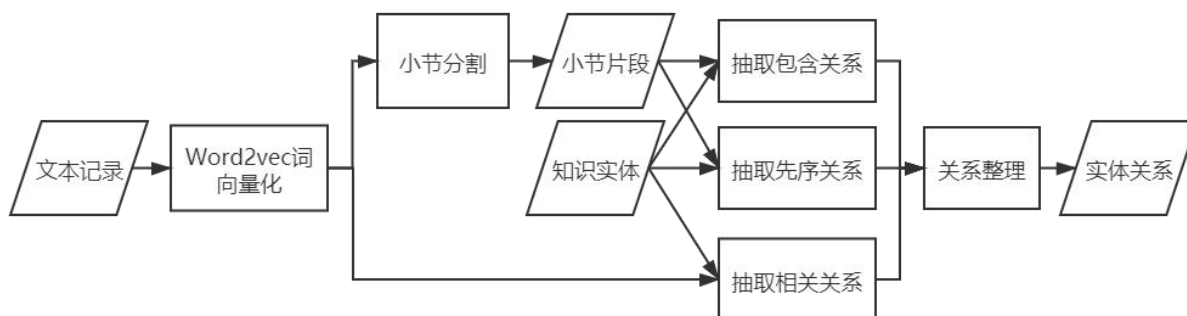 小节分割
小节片段
抽取包含关系
文本记录
Word2vec词
向量化
知识实体
抽取先序关系
关系整理
实体关系
抽取相关关系